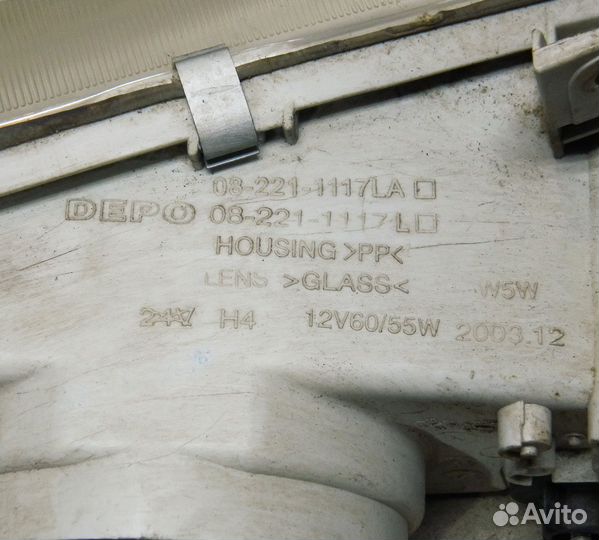 08-221-1117LA
DEPO 08-221-1117L
HOUSING >PP<
LENS >GLASS< W5W
H4 12V60/55W 2003.12
Avito